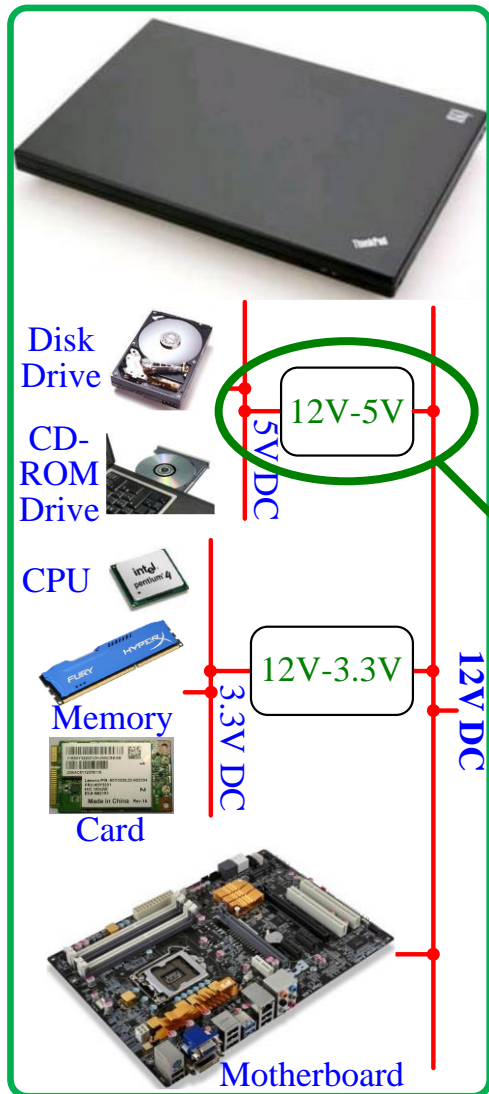 ThinkPad
Disk
Drive
12V-5V
CD-
ROM
Drive
5V DC
CPU
intel
pentium 4
FURY
HYPERX
12V-3.3V
Memory
3.3V DC
12V DC
Made in China
Card
Motherboard